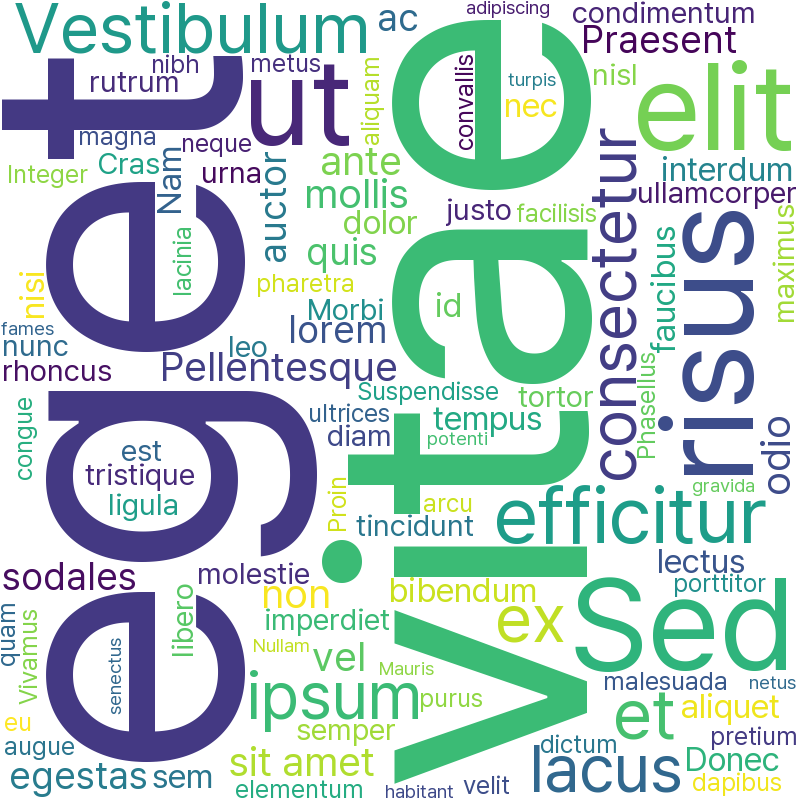 Vestibulum
ac
adipiscing
condimentum
Praesent
nibh
metus
rutrum
eget
ut
aliquam
vitae
convallis
turpis
nec
nisl
elit
magna
neque
Integer
Cras
Nam
urna
auctor
ante
mollis
dolor
quis
justo
facilisis
consectetur
interdum
ullamcorper
risus
faucibus
maximus
lacinia
pharetra
nisi
Morbi
id
lorem
fames
nunc
leo
rhoncus
Pellentesque
Suspendisse
tortor
Phasellus
congue
ultrices
tempus
diam
potenti
odio
est
tristique
ligula
Proin
arcu
tincidunt
gravida
efficitur
sodales
molestie
non
bibendum
lectus
porttitor
quam
Vivamus
senectus
libero
imperdiet
ex
Sed
Nullam
vel
Mauris
malesuada
netus
ipsum
purus
et
aliquet
eu
semper
pretium
augue
dictum
egestas
sem
sit amet
lacus
Donec
elementum
habitant
velit
dapibus